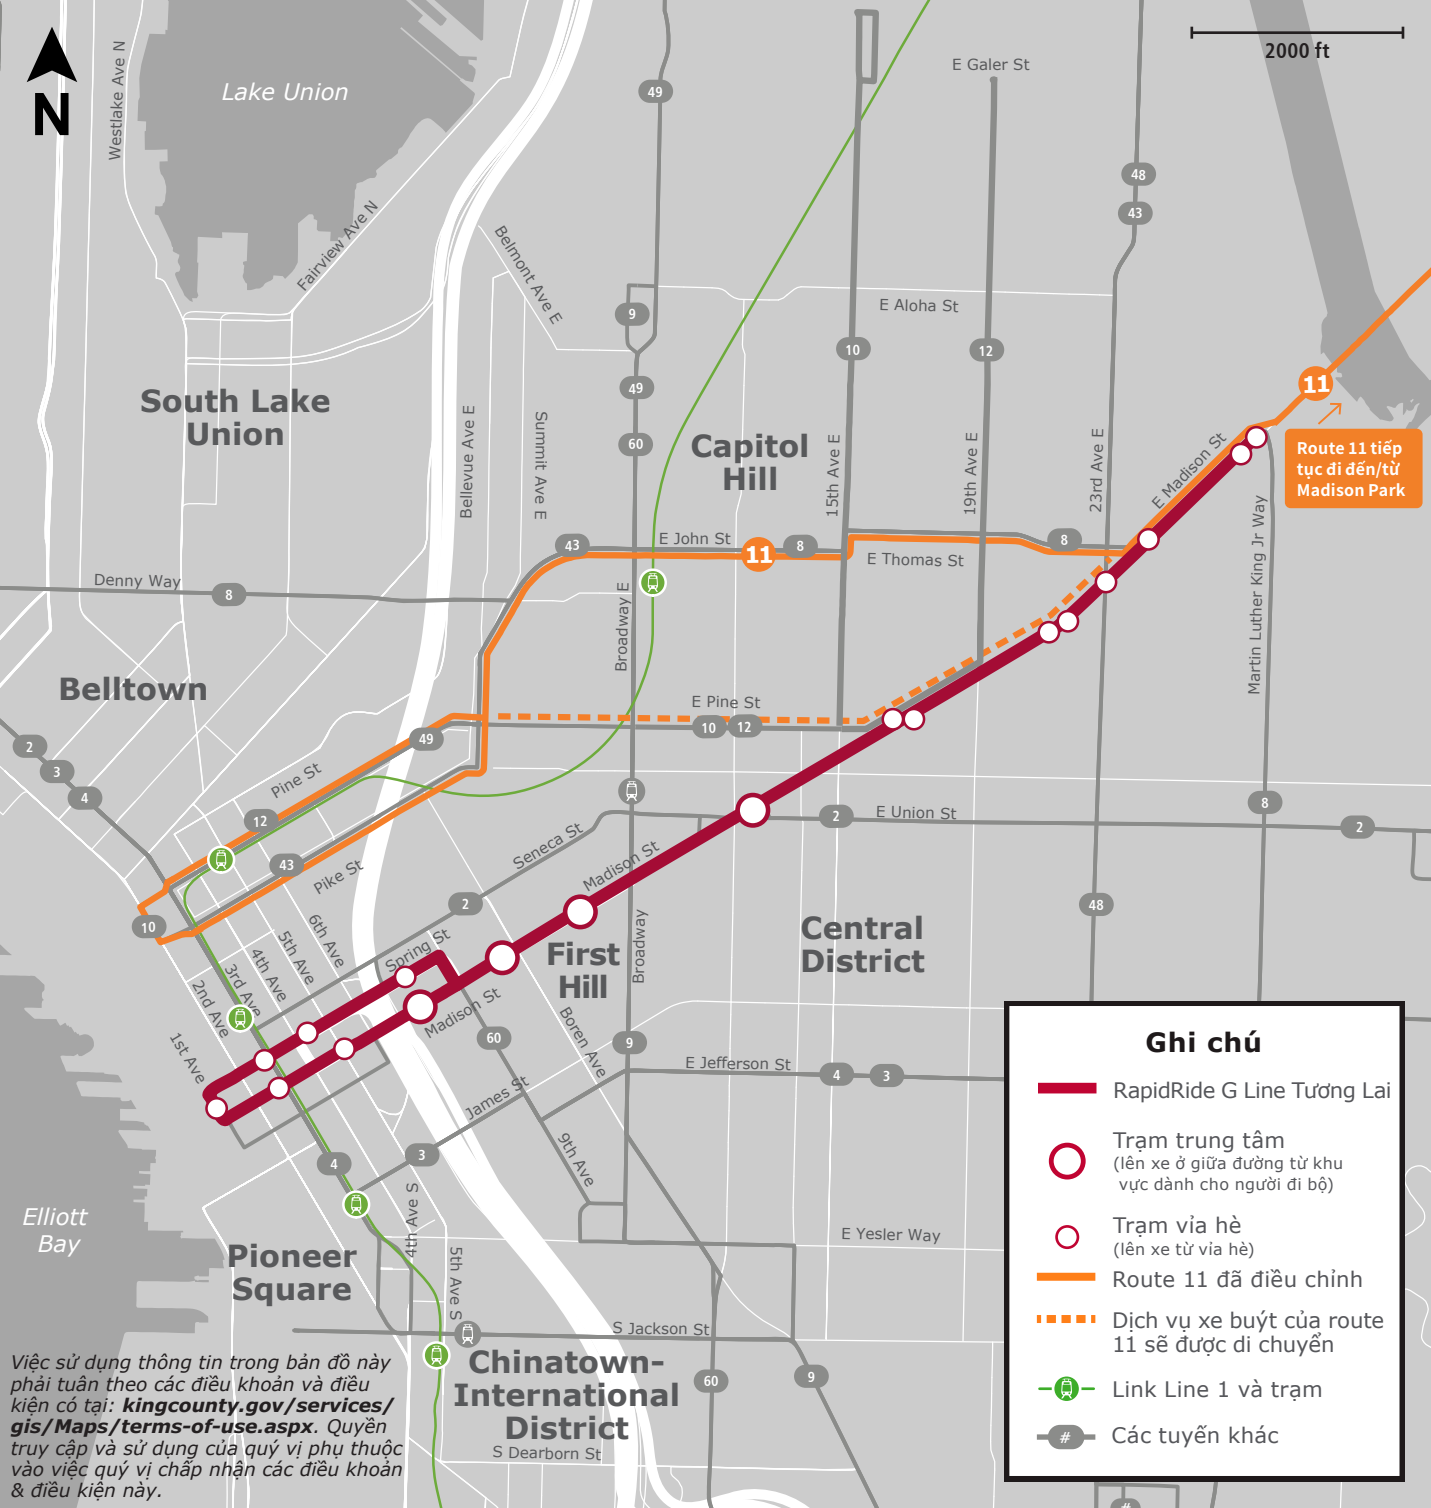 N
2000 ft
Lake Union
Westlake Ave N
Fairview Ave N
Belmont Ave E
E Galer St
49
48
43
E Aloha St
9
10
12
49
60
11
Route 11 tiếp
tục đi đến/từ
Madison Park
South Lake
Union
Capitol
Hill
Bellevue Ave E
Summit Ave E
15th Ave E
19th Ave E
23rd Ave E
E Madison St
Martin Luther King Jr Way
43
E John St
11
8
E Thomas St
8
Denny Way
8
Broadway E
Belltown
E Pine St
10
12
49
2
3
4
Pine St
12
43
Pike St
10
Seneca St
2
Madison St
2
E Union St
8
2
48
First
Hill
Central
District
Broadway
6th Ave
5th Ave
4th Ave
3rd Ave
2nd Ave
1st Ave
Spring St
Madison St
60
Boren Ave
9
E Jefferson St
4
3
James St
9th Ave
4
3
4th Ave S
5th Ave S
Elliott
Bay
Pioneer
Square
E Yesler Way
S Jackson St
Chinatown-
International
District
60
9
S Dearborn St
Việc sử dụng thông tin trong bản đồ này
phải tuân theo các điều khoản và điều
kiện có tại: kingcounty.gov/services/
gis/Maps/terms-of-use.aspx. Quyền
truy cập và sử dụng của quý vị phụ thuộc
vào việc quý vị chấp nhận các điều khoản
& điều kiện này.
Ghi chú
RapidRide G Line Tương Lai
Trạm trung tâm
(lên xe ở giữa đường từ khu
vực dành cho người đi bộ)
Trạm vỉa hè
(lên xe từ vỉa hè)
Route 11 đã điều chỉnh
Dịch vụ xe buýt của route
11 sẽ được di chuyển
Link Line 1 và trạm
#
Các tuyến khác
#